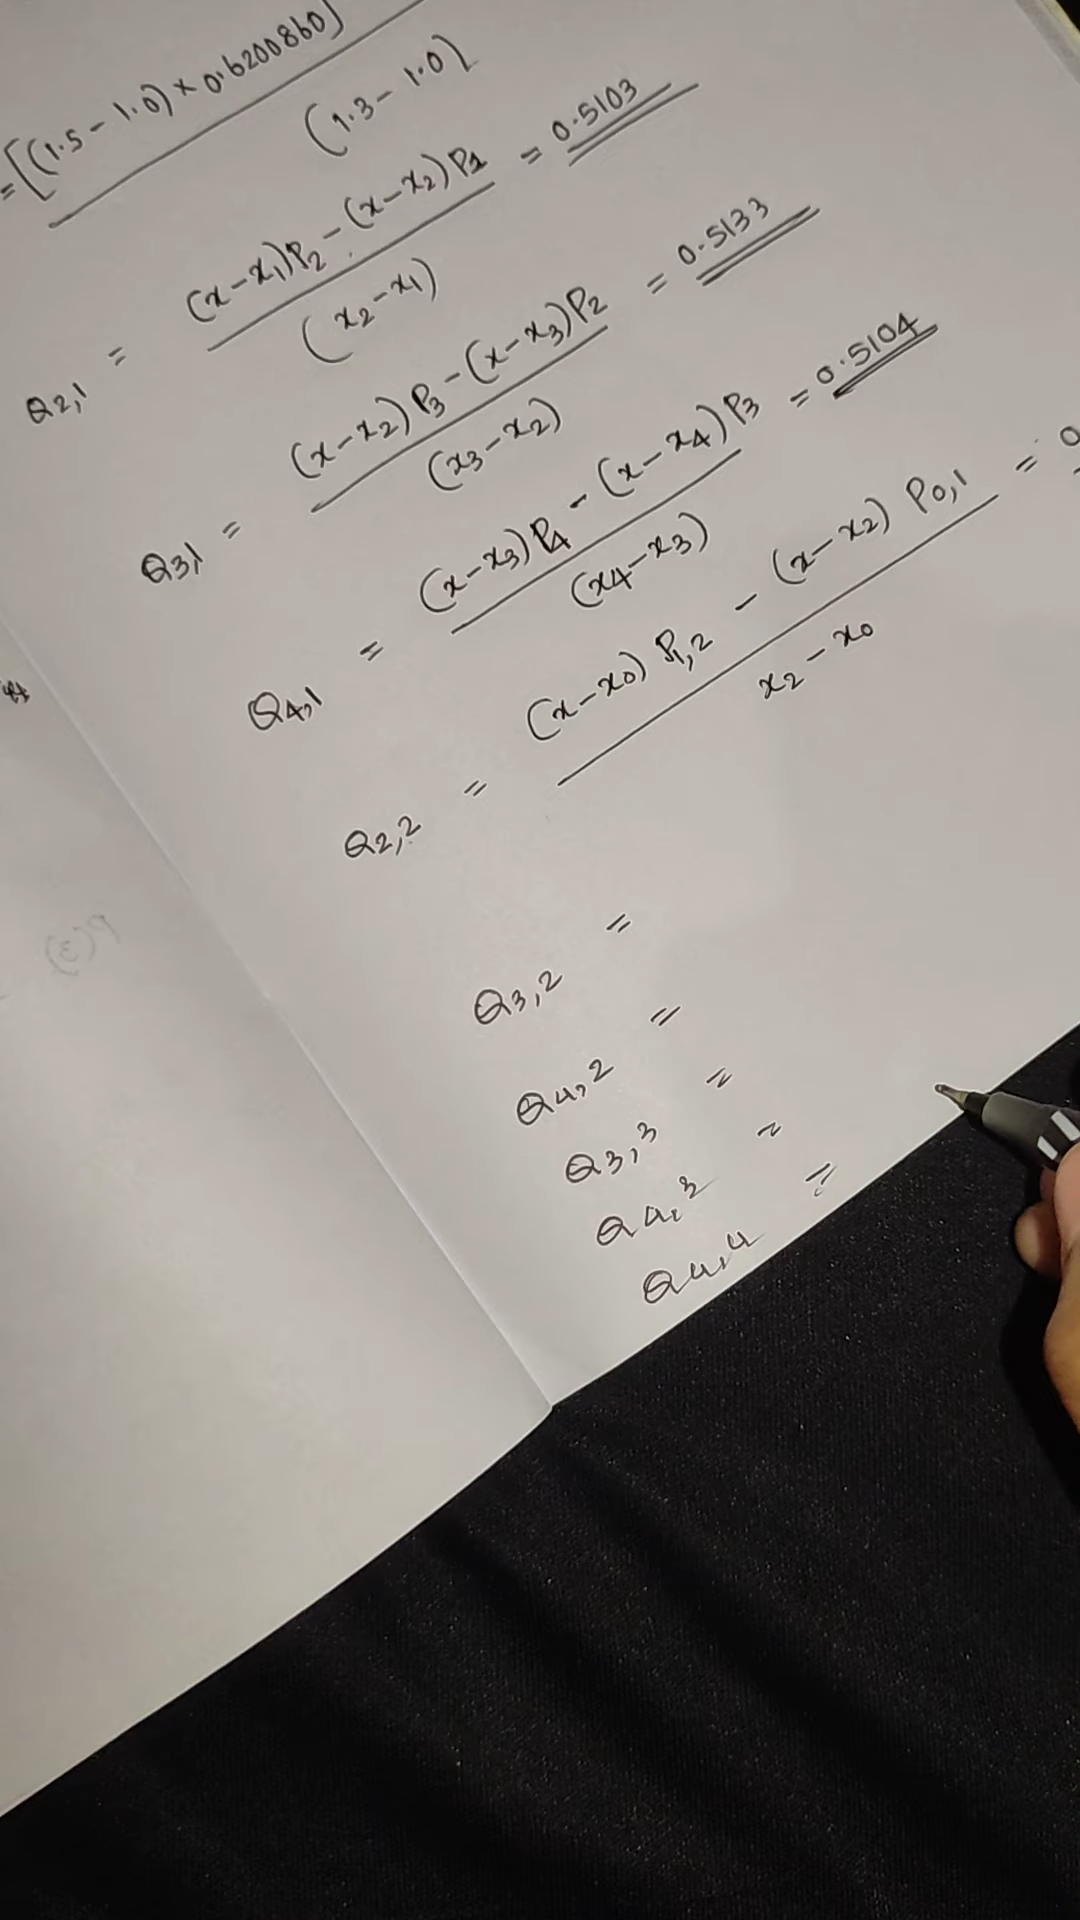 = [(1.5 - 1.0) × 0.6200860]
(1.3 - 1.0)
Q2,1 = (x-x1)P2 - (x-x2)P1 / (x2-x1) = 0.5103
Q3,1 = (x-x2)P3 - (x-x3)P2 / (x3-x2) = 0.5133
Q4,1 = (x-x3)P4 - (x-x4)P3 / (x4-x3) = 0.5104
Q2,2 = (x-x0) P1,2 - (x-x2) P0,1 / x2-x0 = 0
Q3,2 =
Q4,2 =
Q3,3 =
Q4,3 =
Q4,4 =